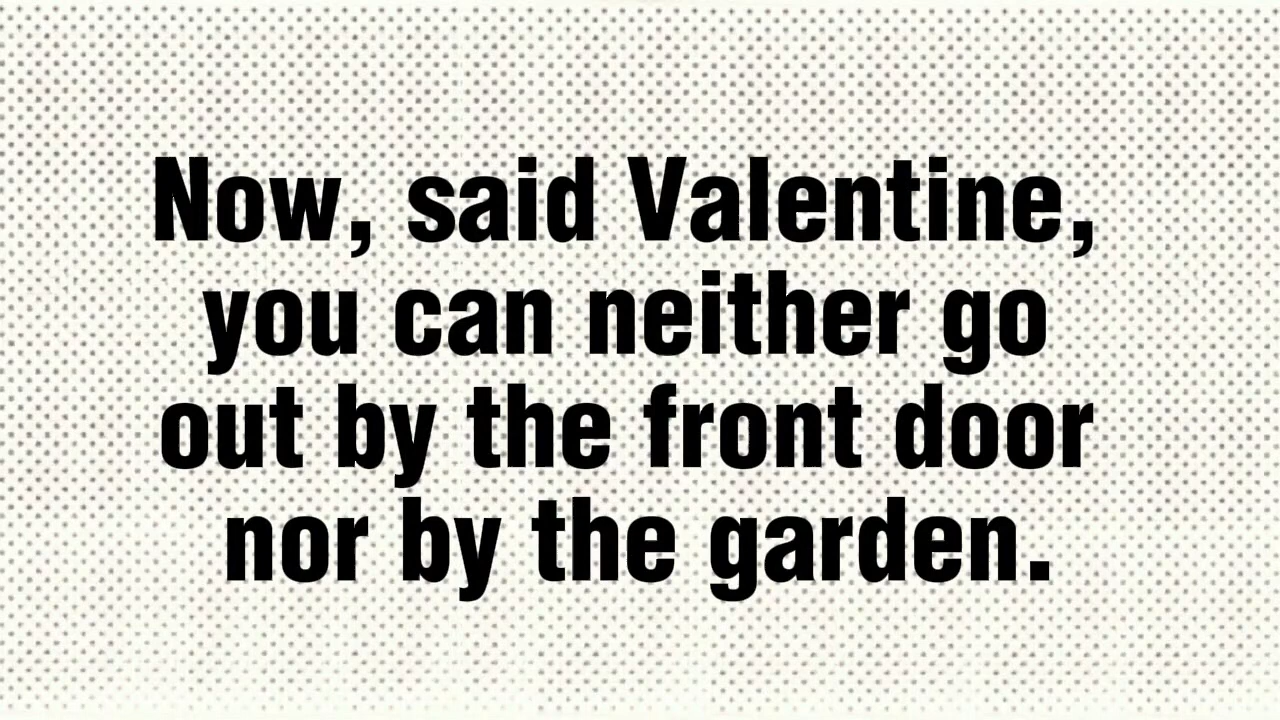 Now, said Valentine,
you can neither go
out by the front door
nor by the garden.